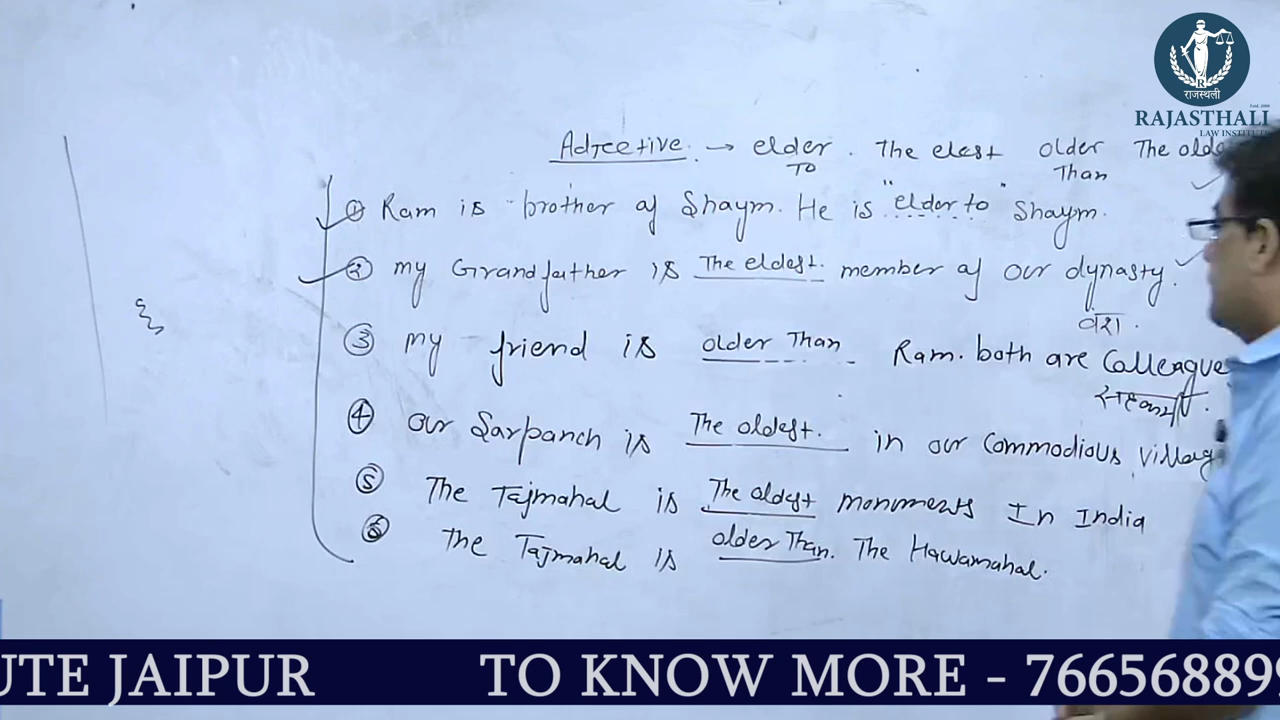 राजस्थली
Estd. 2008
RAJASTHALI
LAW INSTITUTE
Adjective → elder. The elest older The olde
TO Than
① Ram is brother of Shaym. He is "elder to" Shaym.
② my Grandfather is The eldest. member of our dynasty.
वंश.
③ my friend is older Than Ram. both are Colleague
सहकर्मी.
④ Our Sarpanch is The oldest. in our Commodious villag
⑤ The Tajmahal is The oldest monuments In India
⑥ The Tajmahal is older Than. The Hawamahal.
UTE JAIPUR TO KNOW MORE - 766568899